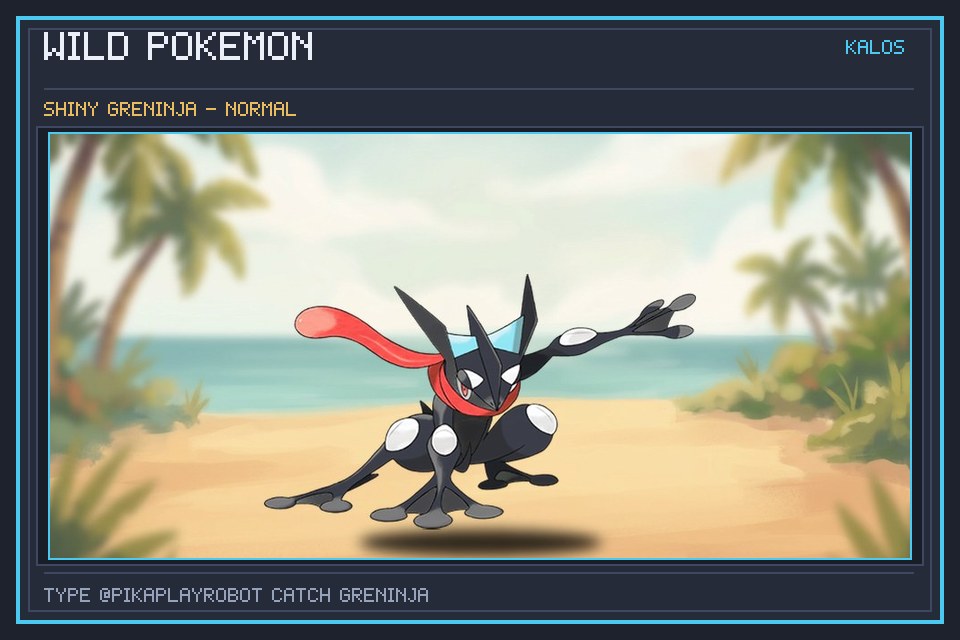 WILD POKEMON
KALOS
SHINY GRENINJA - NORMAL
TYPE @PIKAPLAYROBOT CATCH GRENINJA